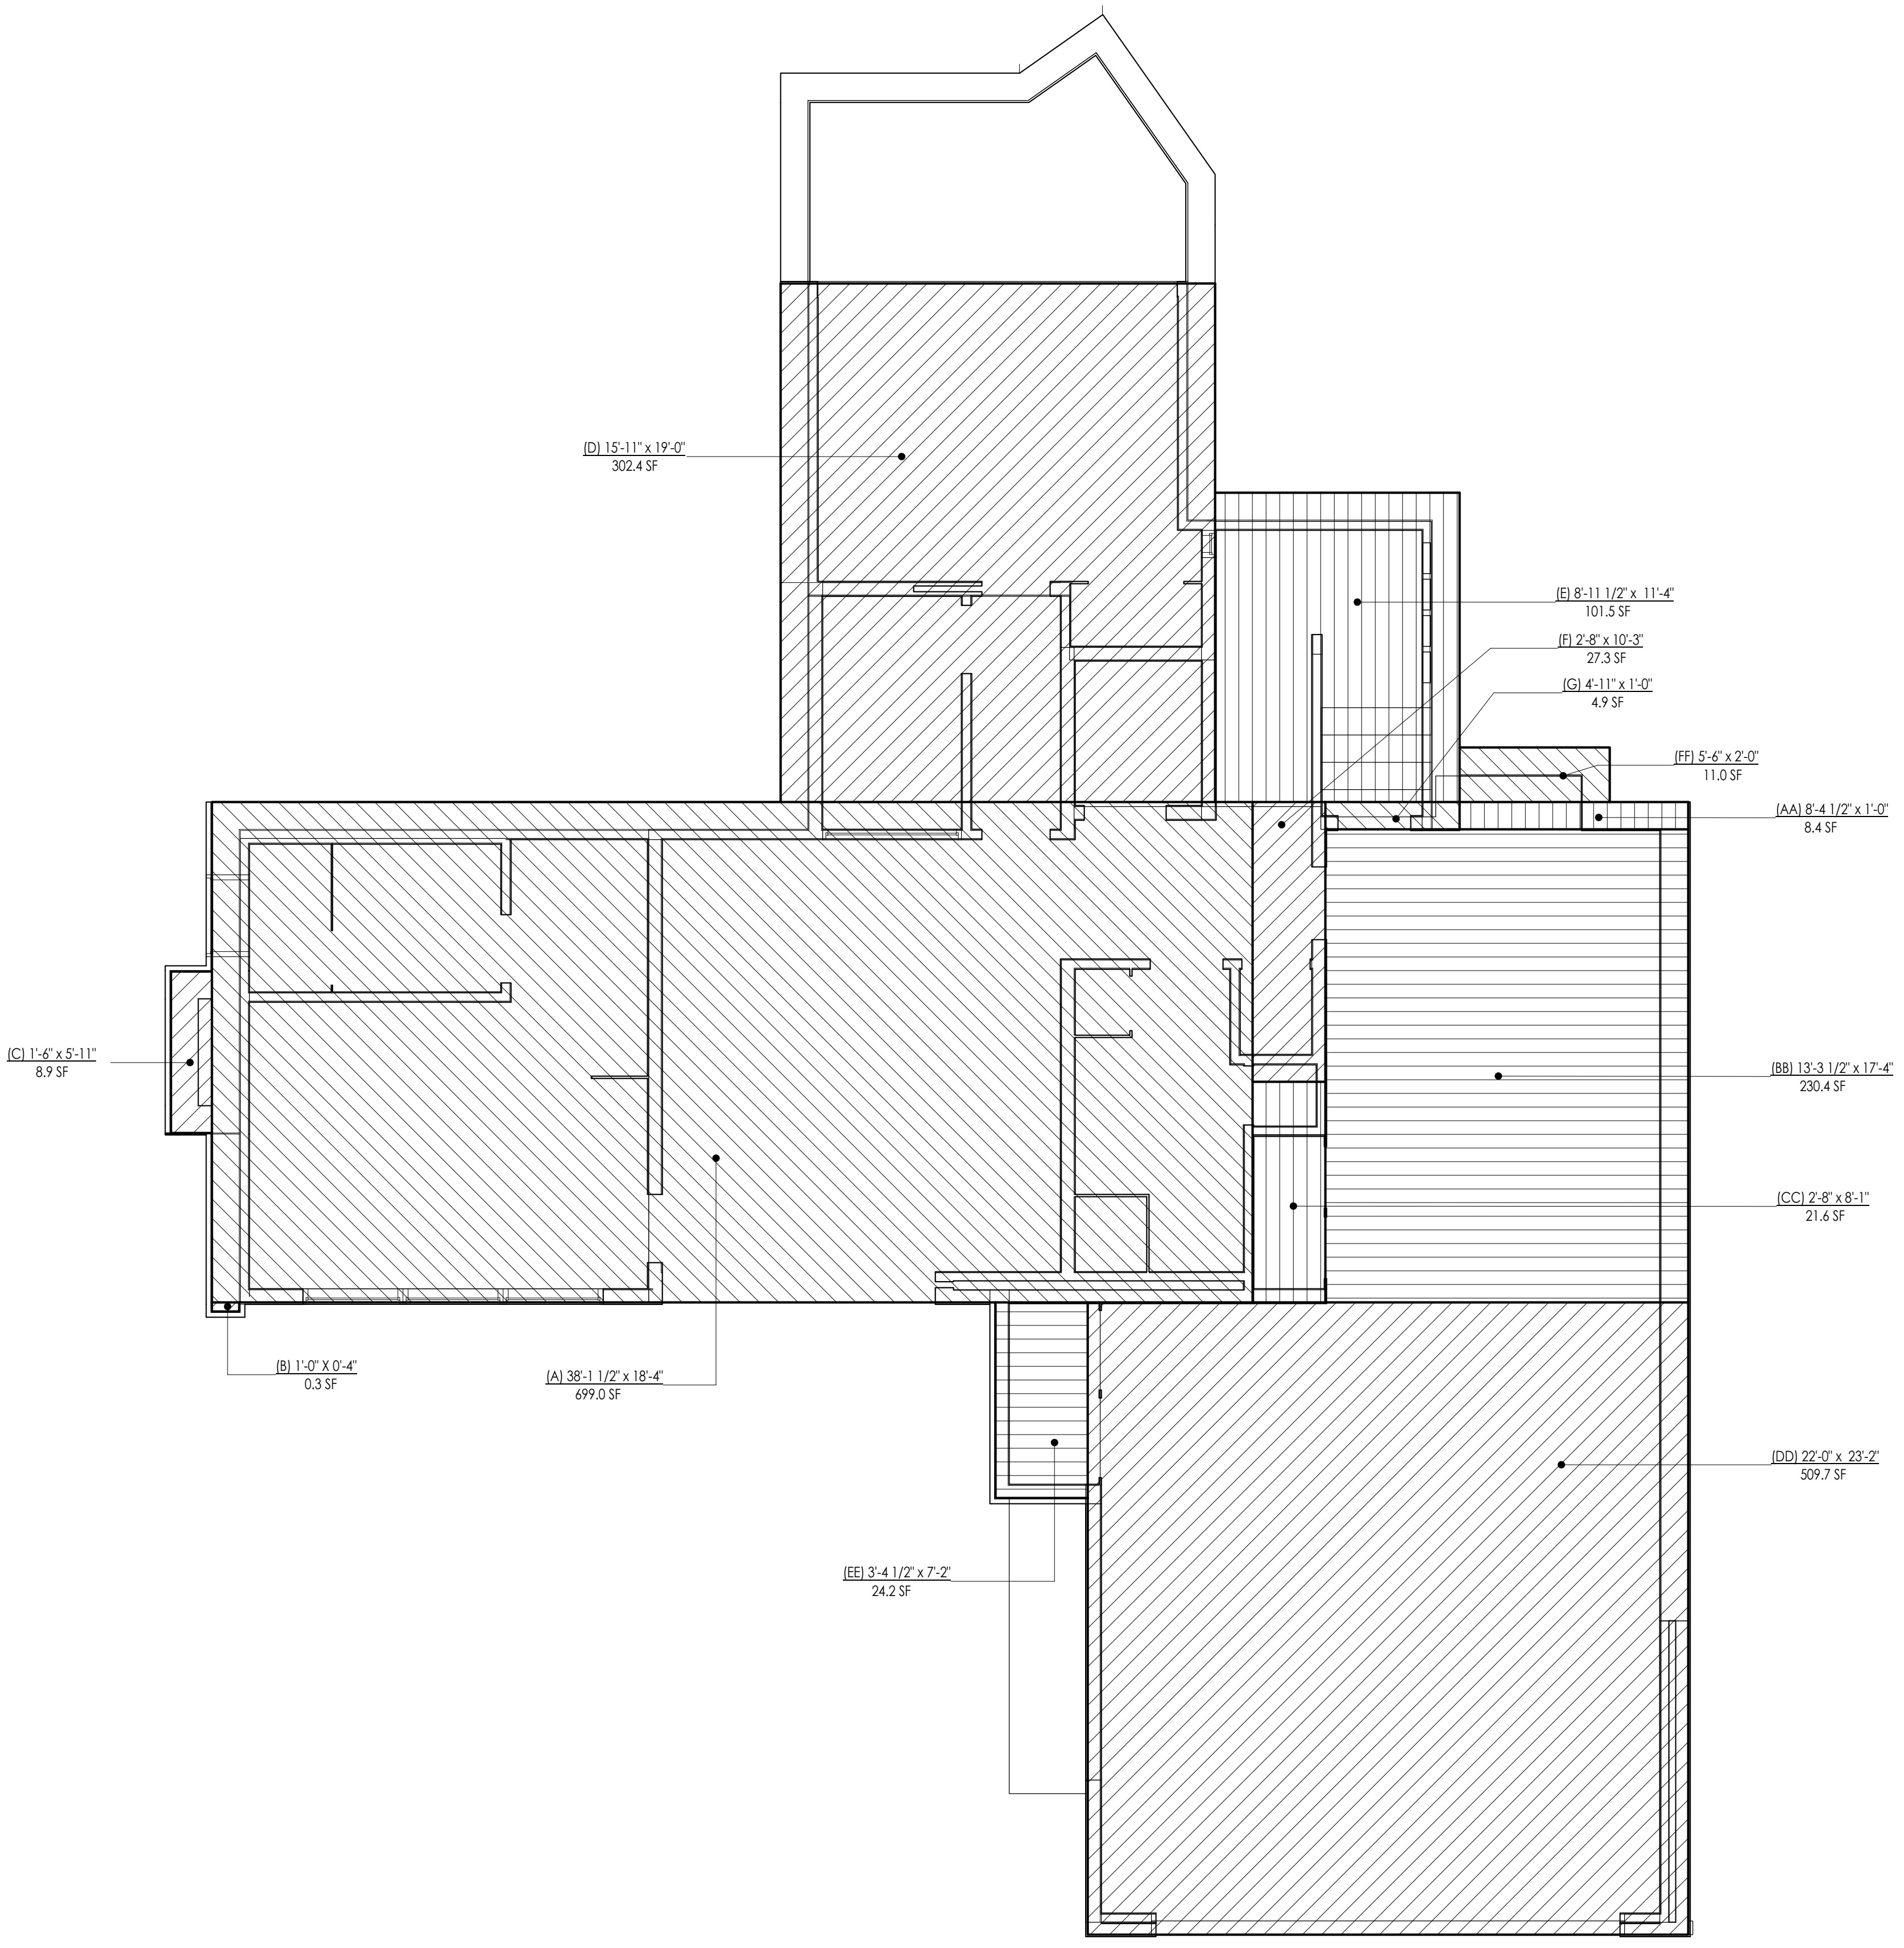 (D) 15'-11" x 19'-0"
302.4 SF
(E) 8'-11 1/2" x 11'-4"
101.5 SF
(F) 2'-8" x 10'-3"
27.3 SF
(G) 4'-11" x 1'-0"
4.9 SF
(FF) 5'-6" x 2'-0"
11.0 SF
(AA) 8'-4 1/2" x 1'-0"
8.4 SF
(C) 1'-6" x 5'-11"
8.9 SF
(BB) 13'-3 1/2" x 17'-4"
230.4 SF
(CC) 2'-8" x 8'-1"
21.6 SF
(B) 1'-0" X 0'-4"
0.3 SF
(A) 38'-1 1/2" x 18'-4"
699.0 SF
(DD) 22'-0" x 23'-2"
509.7 SF
(EE) 3'-4 1/2" x 7'-2"
24.2 SF